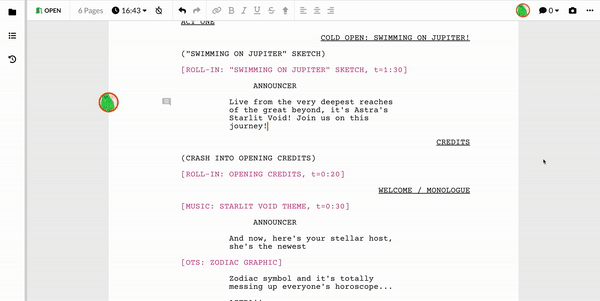 OPEN 6 Pages 16:43 B I U S 0
ACT ONE
COLD OPEN: SWIMMING ON JUPITER!
("SWIMMING ON JUPITER" SKETCH)
[ROLL-IN: "SWIMMING ON JUPITER" SKETCH, t=1:30]
ANNOUNCER
Live from the very deepest reaches
of the great beyond, it's Astra's
Starlit Void! Join us on this
journey!
CREDITS
(CRASH INTO OPENING CREDITS)
[ROLL-IN: OPENING CREDITS, t=0:20]
WELCOME / MONOLOGUE
[MUSIC: STARLIT VOID THEME, t=0:30]
ANNOUNCER
And now, here's your stellar host,
she's the newest
[OTS: ZODIAC GRAPHIC]
Zodiac symbol and it's totally
messing up everyone's horoscope...